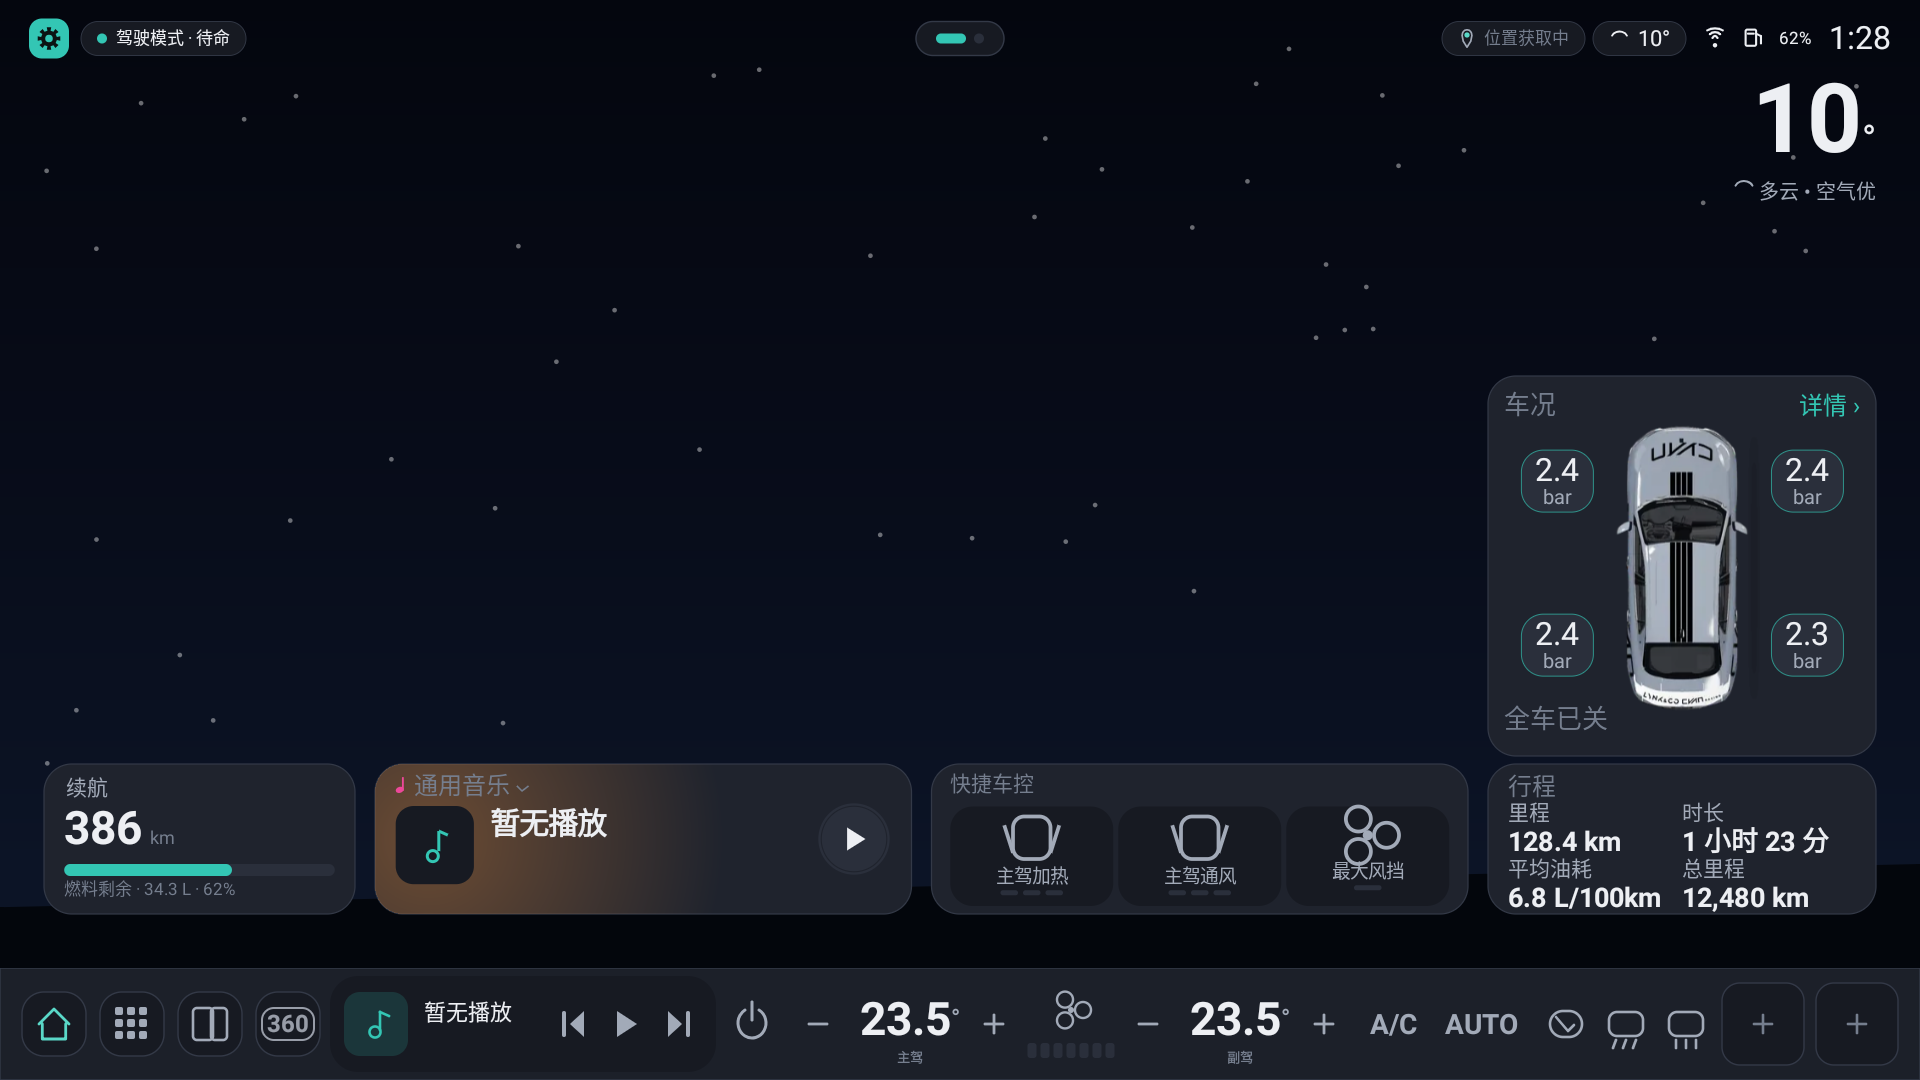 驾驶模式 · 待命
位置获取中
10°
62%
1:28
10°
多云 • 空气优
车况
详情 ›
2.4
bar
2.4
bar
2.4
bar
2.3
bar
全车已关
续航
386 km
燃料剩余 · 34.3 L · 62%
通用音乐
暂无播放
快捷车控
主驾加热
主驾通风
最大风挡
行程
里程
128.4 km
时长
1 小时 23 分
平均油耗
6.8 L/100km
总里程
12,480 km
360
暂无播放
23.5°
主驾
23.5°
副驾
A/C
AUTO